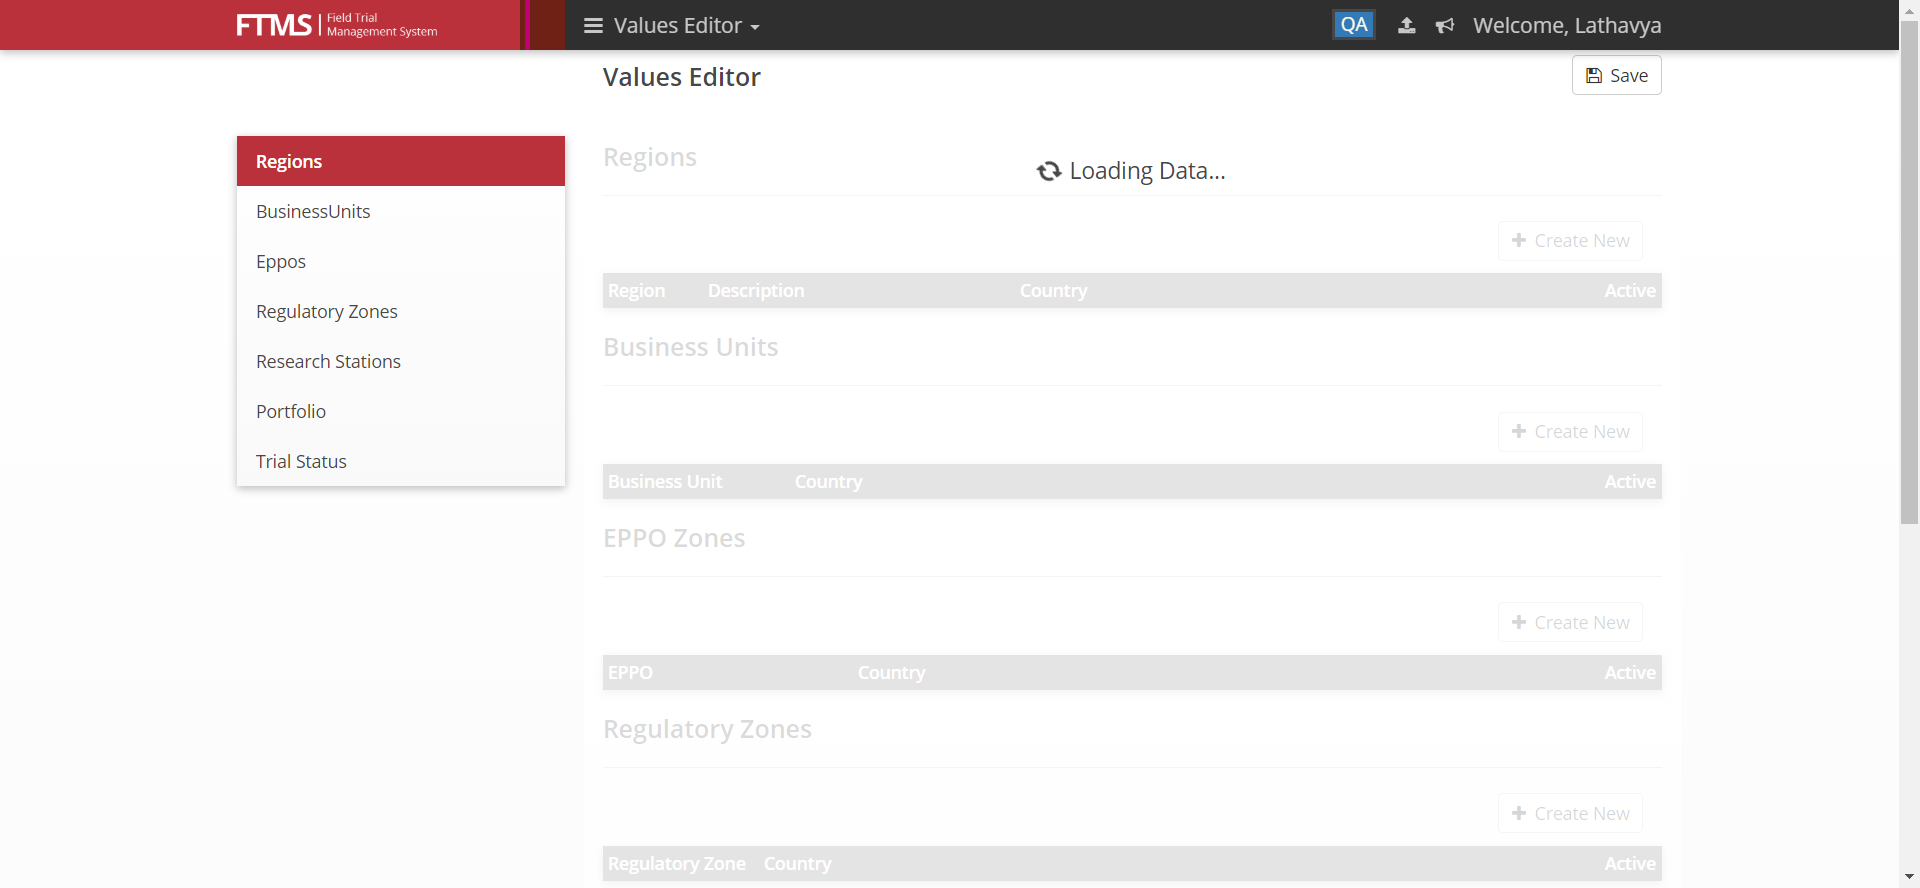 FTMS
Field Trial
Management System
Values Editor
QA
Welcome, Lathavya
Values Editor
Save
Regions
BusinessUnits
Eppos
Regulatory Zones
Research Stations
Portfolio
Trial Status
Regions
Loading Data...
Create New
Region Description Country Active
Business Units
Create New
Business Unit Country Active
EPPO Zones
Create New
EPPO Country Active
Regulatory Zones
Create New
Regulatory Zone Country Active